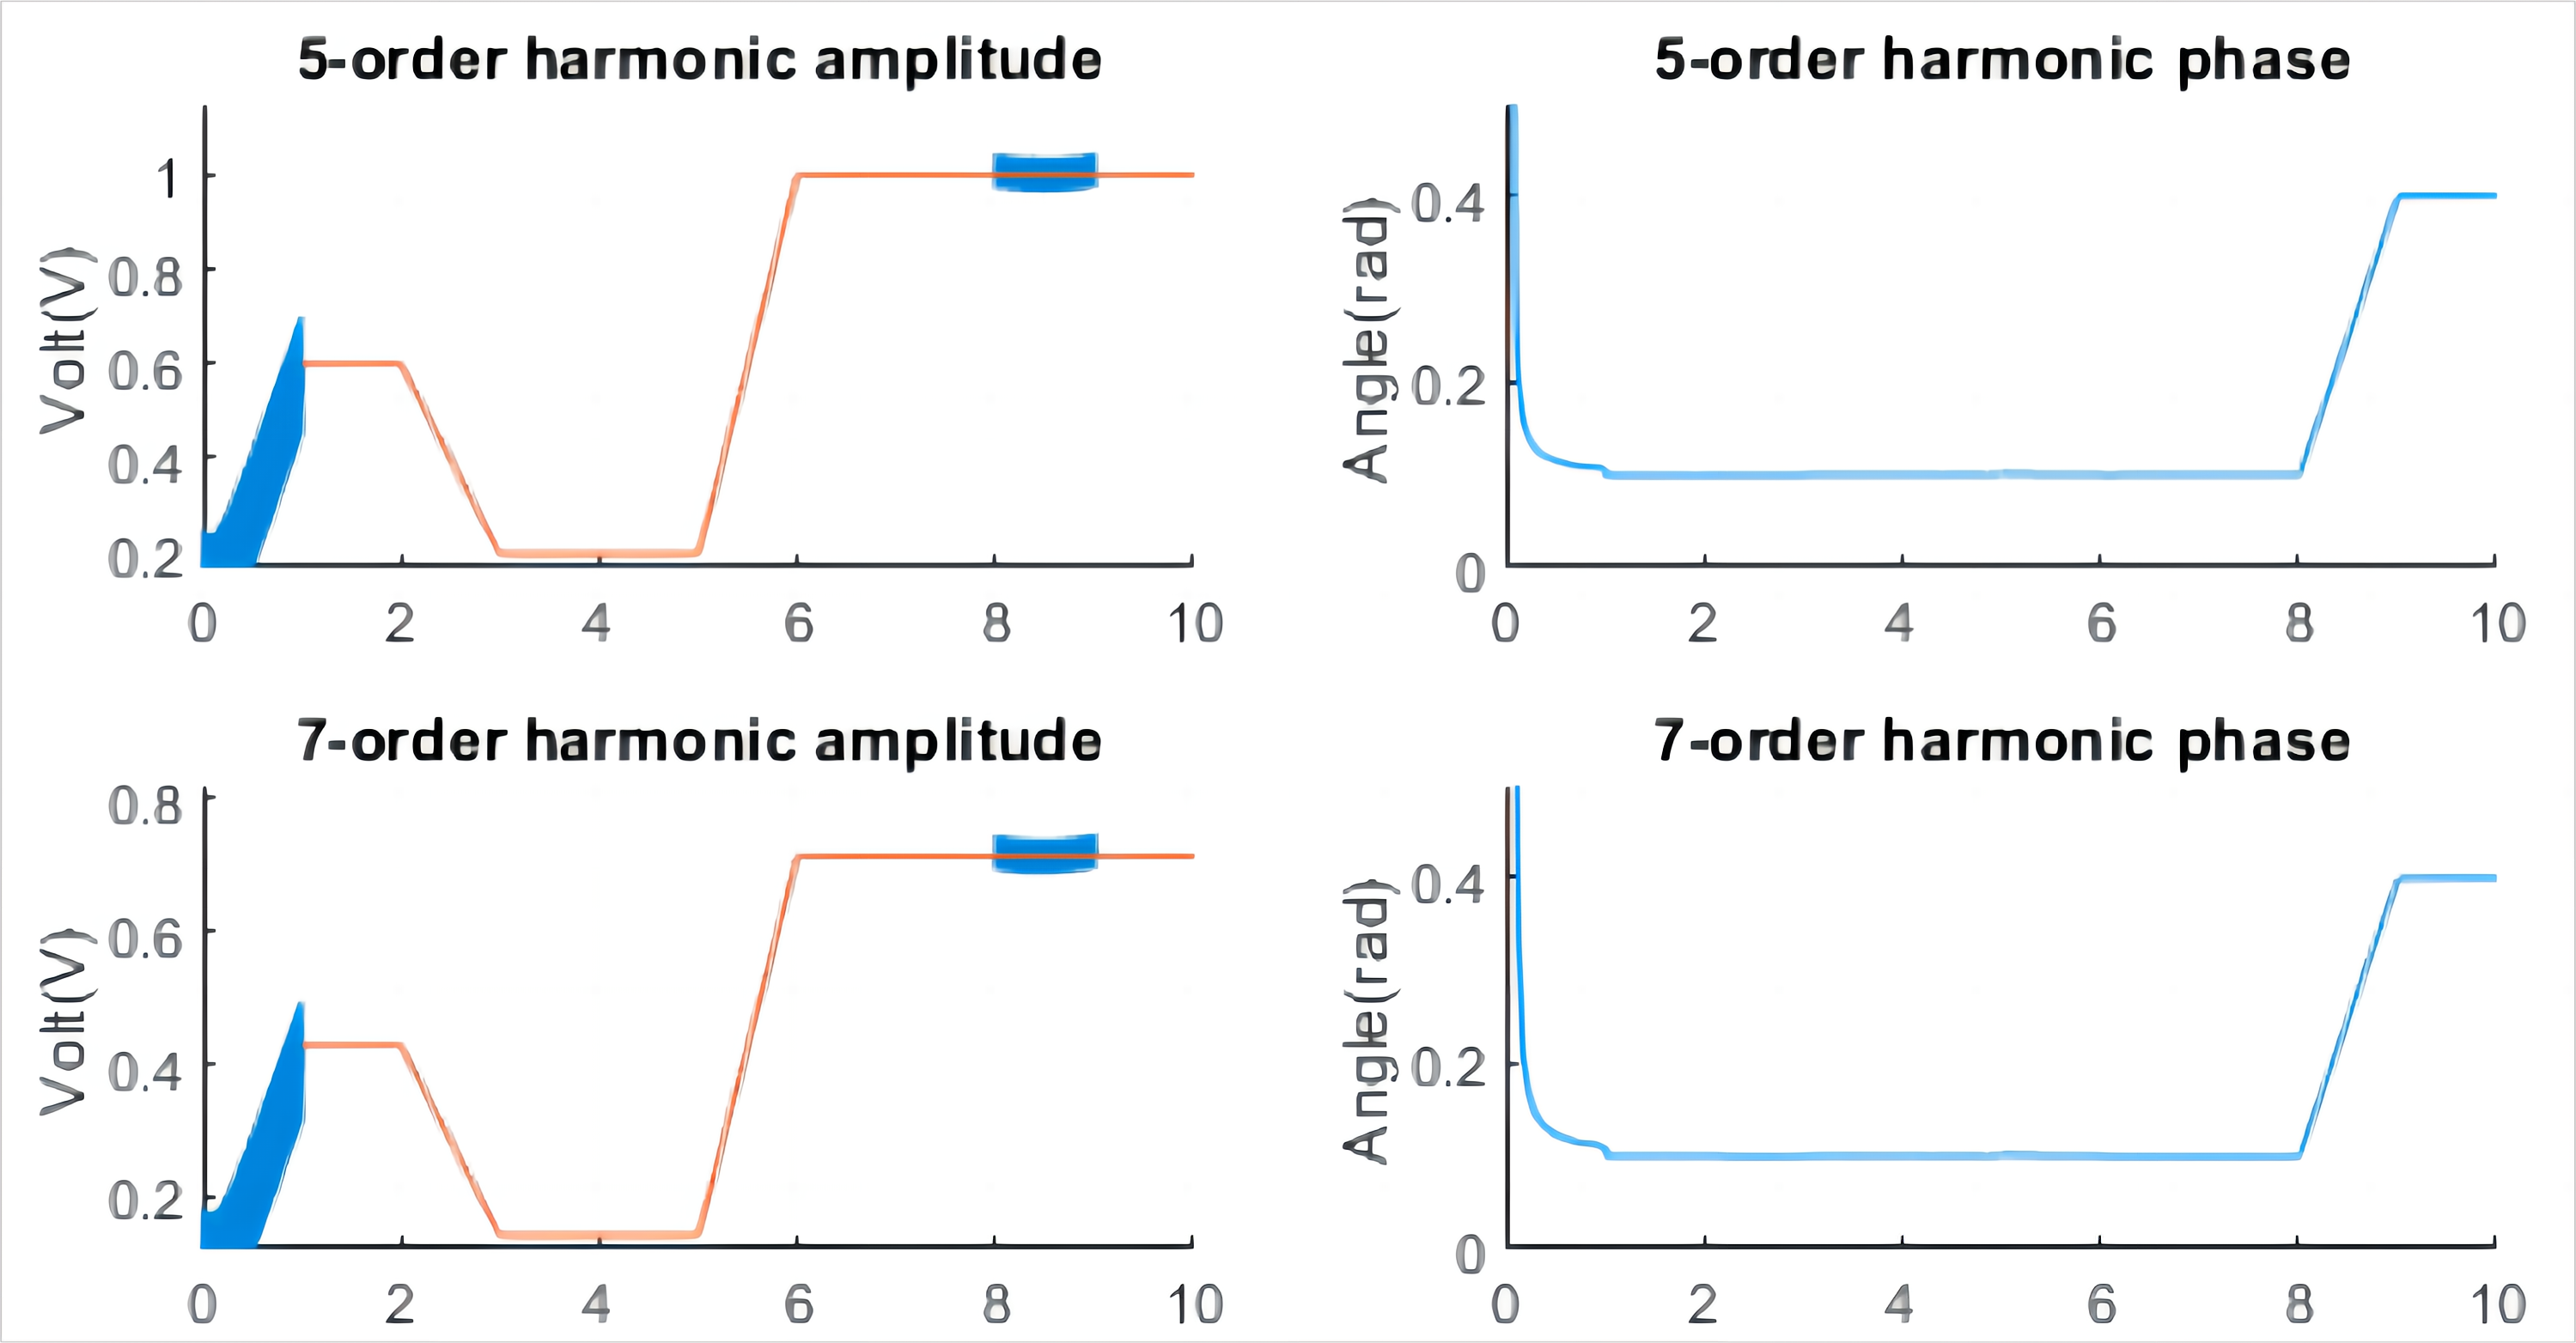 5-order harmonic amplitude
Volt(V)
1
0.8
0.6
0.4
0.2
0 2 4 6 8 10
5-order harmonic phase
Angle(rad)
0.4
0.2
0
0 2 4 6 8 10
7-order harmonic amplitude
Volt(V)
0.8
0.6
0.4
0.2
0 2 4 6 8 10
7-order harmonic phase
Angle(rad)
0.4
0.2
0
0 2 4 6 8 10